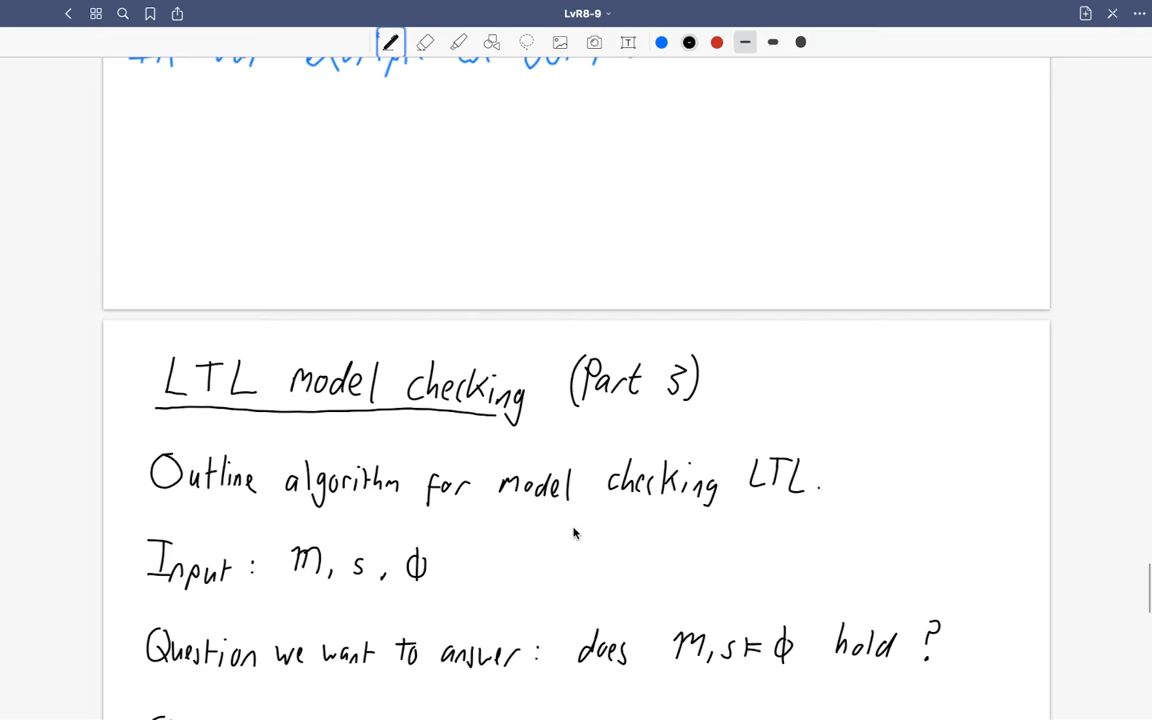 LvR8-9
LTL model checking (Part 3)
Outline algorithm for model checking LTL.
Input: M, s, ϕ
Question we want to answer: does M, s ⊨ ϕ hold?